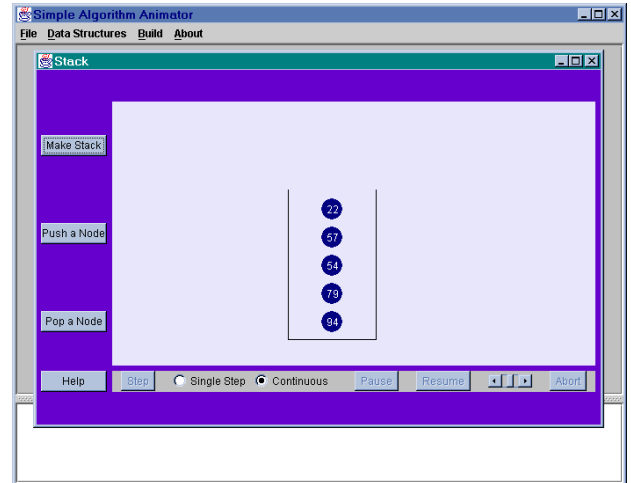 Simple Algorithm Animator
File Data Structures Build About
Stack
Make Stack
22
Push a Node
57
54
79
Pop a Node
94
Help Step Single Step Continuous Pause Resume Abort